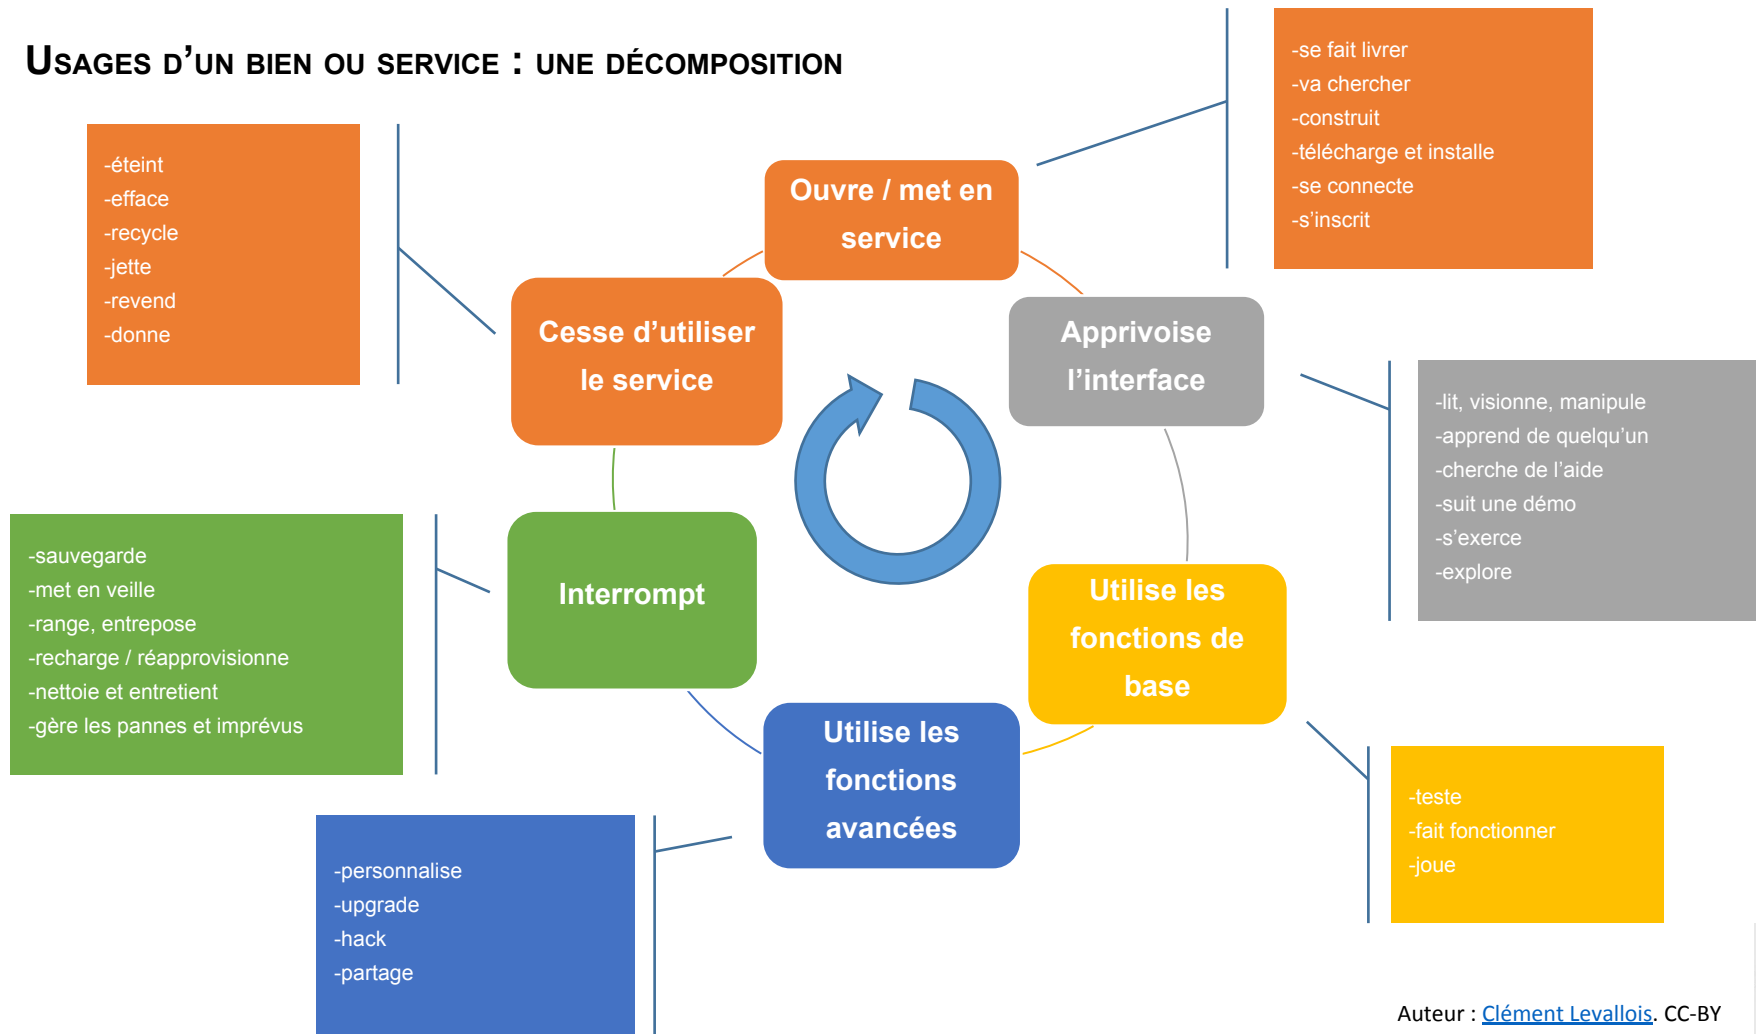 USAGES D’UN BIEN OU SERVICE : UNE DÉCOMPOSITION
-se fait livrer
-va chercher
-construit
-télécharge et installe
-se connecte
-s’inscrit
-éteint
-efface
-recycle
-jette
-revend
-donne
Ouvre / met en
service
Cesse d’utiliser
le service
Apprivoise
l’interface
-lit, visionne, manipule
-apprend de quelqu’un
-cherche de l’aide
-suit une démo
-s’exerce
-explore
-sauvegarde
-met en veille
-range, entrepose
-recharge / réapprovisionne
-nettoie et entretient
-gère les pannes et imprévus
Interrompt
Utilise les
fonctions de
base
Utilise les
fonctions
avancées
-teste
-fait fonctionner
-joue
-personnalise
-upgrade
-hack
-partage
Auteur : Clément Levallois. CC-BY